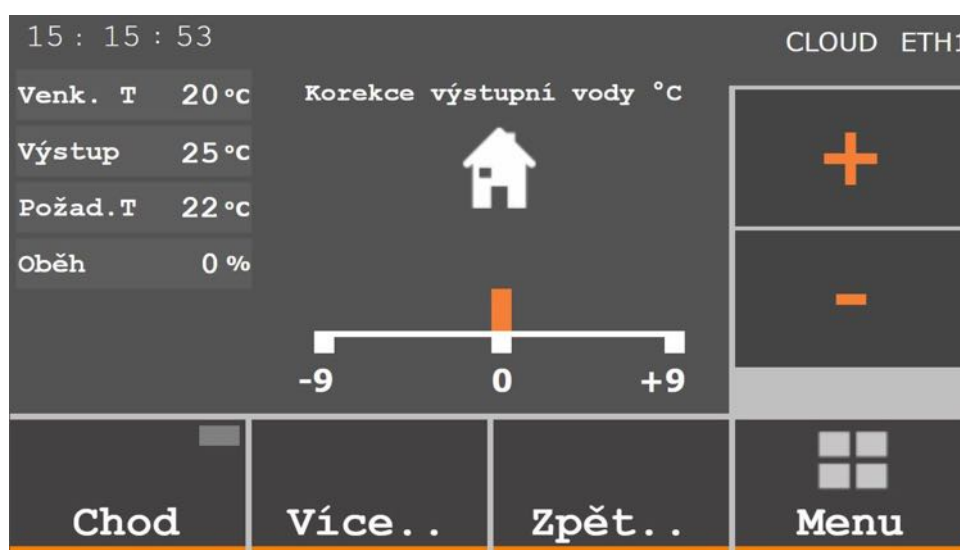 15 : 15 : 53
CLOUD ETH1
Venk. T 20 °C
Výstup 25 °C
Požad.T 22 °C
Oběh 0 %
Korekce výstupní vody °C
+
-
-9 0 +9
Chod Více.. Zpět.. Menu